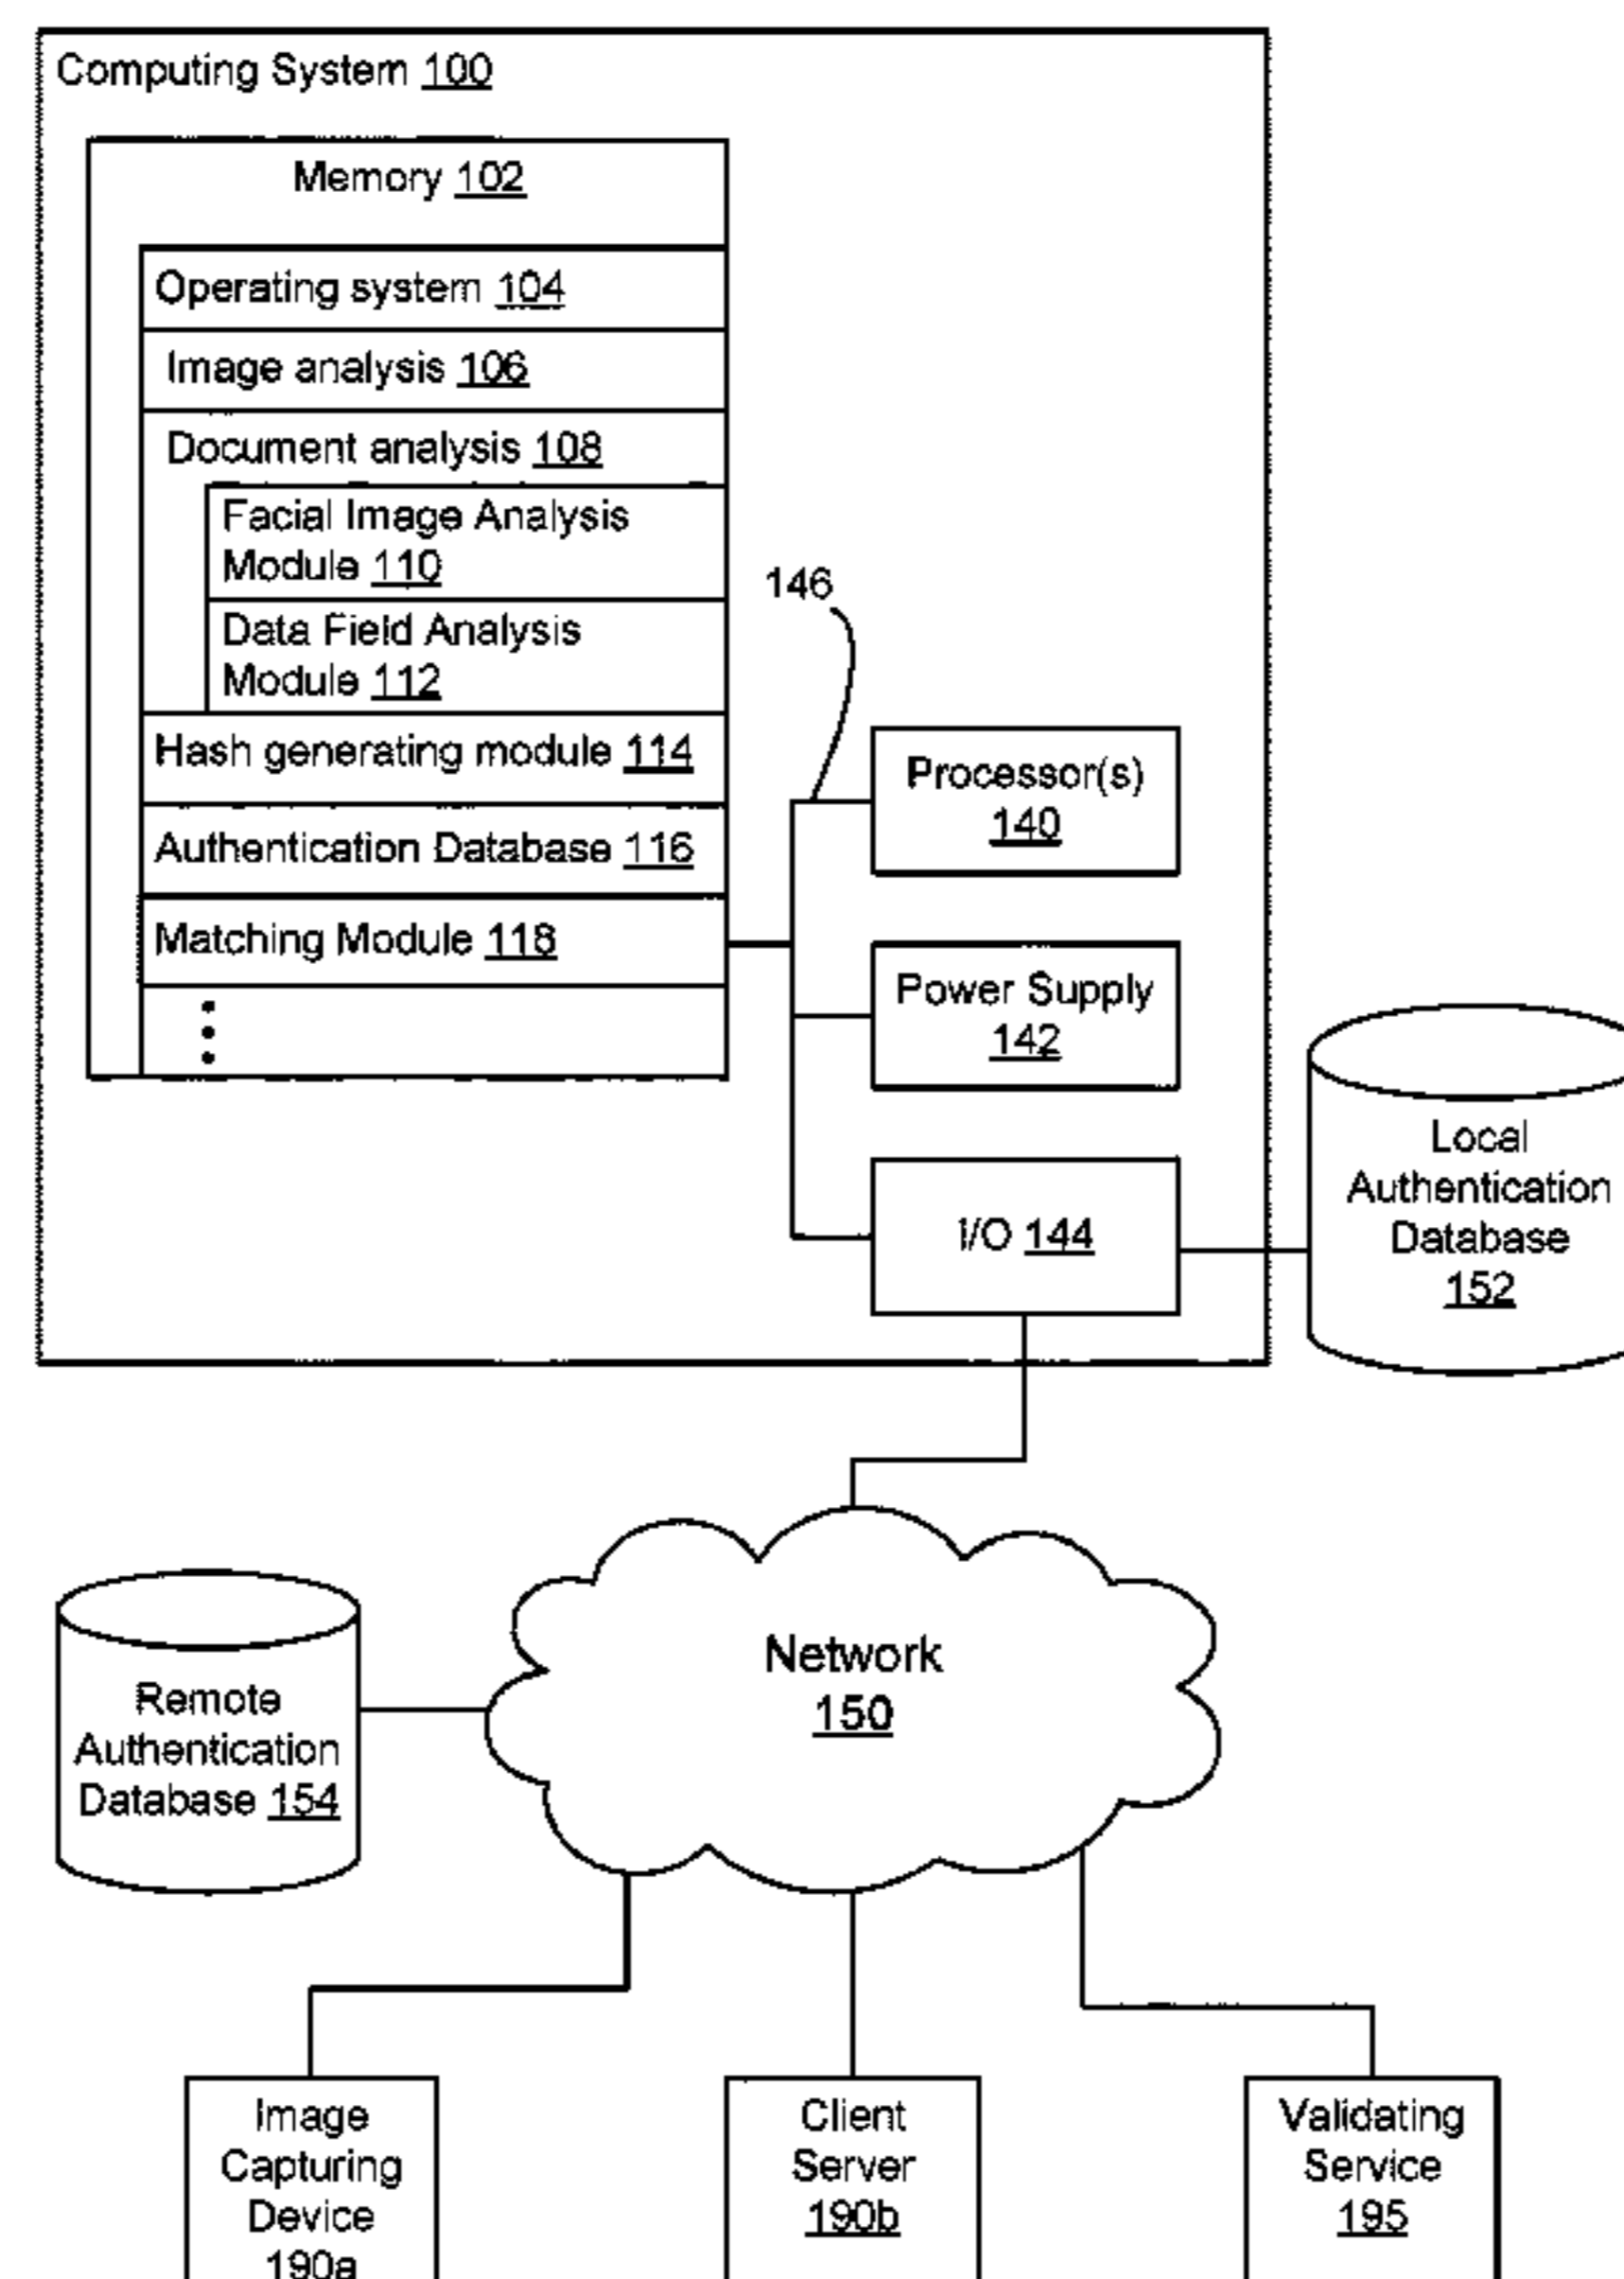 Computing System 100
Memory 102
Operating system 104
Image analysis 106
Document analysis 108
Facial Image Analysis
Module 110
Data Field Analysis
Module 112
Hash generating module 114
Authentication Database 116
Matching Module 118
146
Processor(s)
140
Power Supply
142
I/O 144
Local
Authentication
Database
152
Network
150
Remote
Authentication
Database 154
Image
Capturing
Device
190a
Client
Server
190b
Validating
Service
195